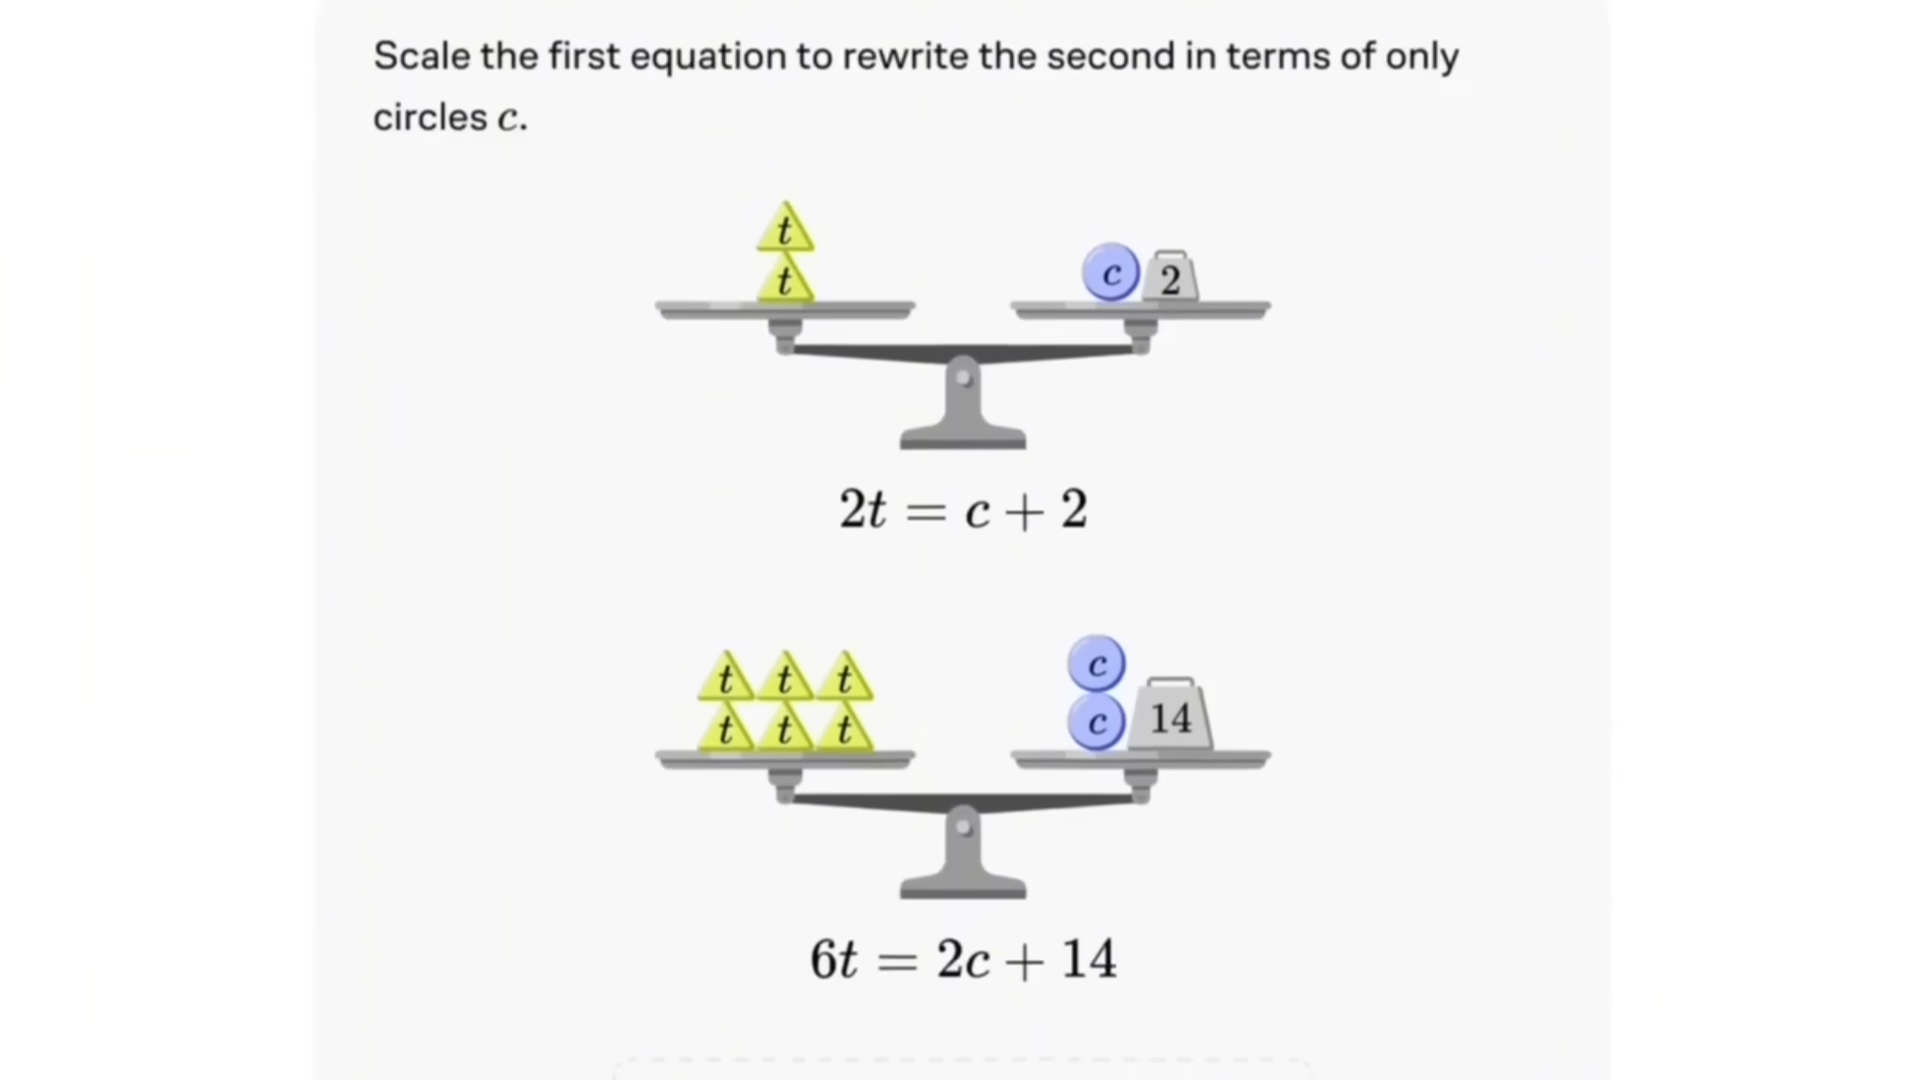 Scale the first equation to rewrite the second in terms of only
circles c.
t
t
c 2
2t = c + 2
t t t
t t t
c
c 14
6t = 2c + 14